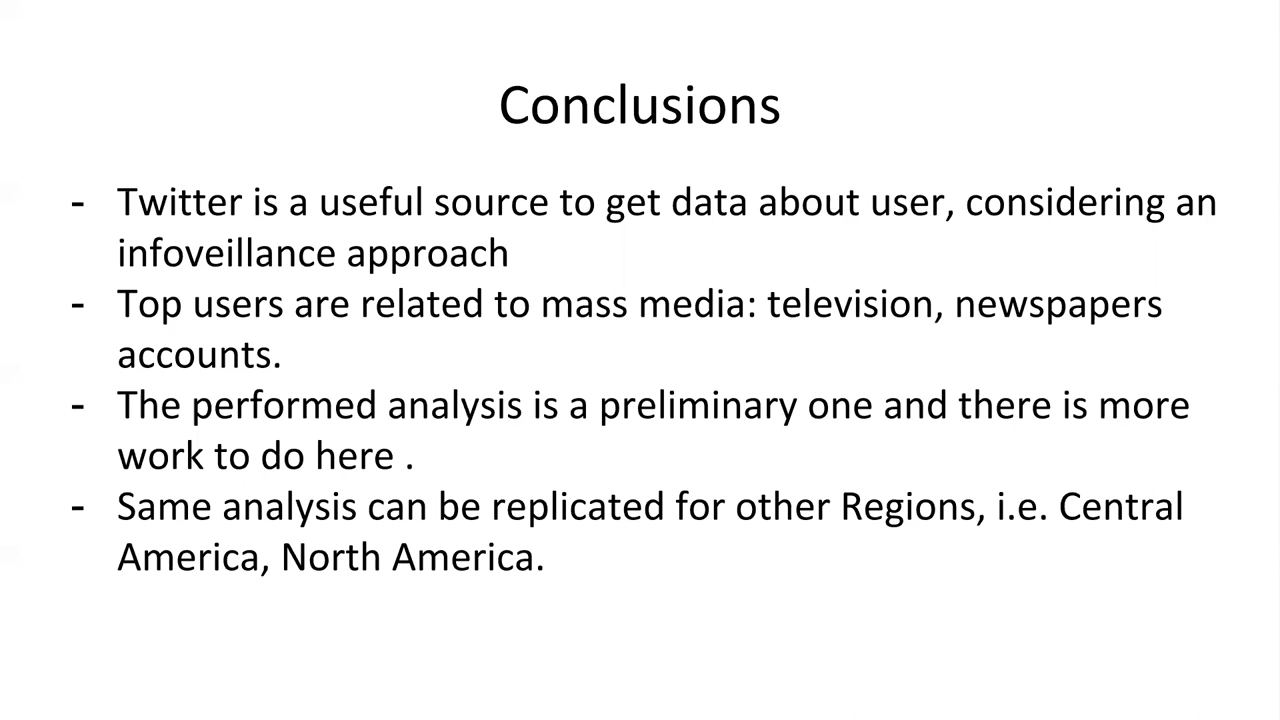 Conclusions
- Twitter is a useful source to get data about user, considering an
infoveillance approach
- Top users are related to mass media: television, newspapers
accounts.
- The performed analysis is a preliminary one and there is more
work to do here .
- Same analysis can be replicated for other Regions, i.e. Central
America, North America.